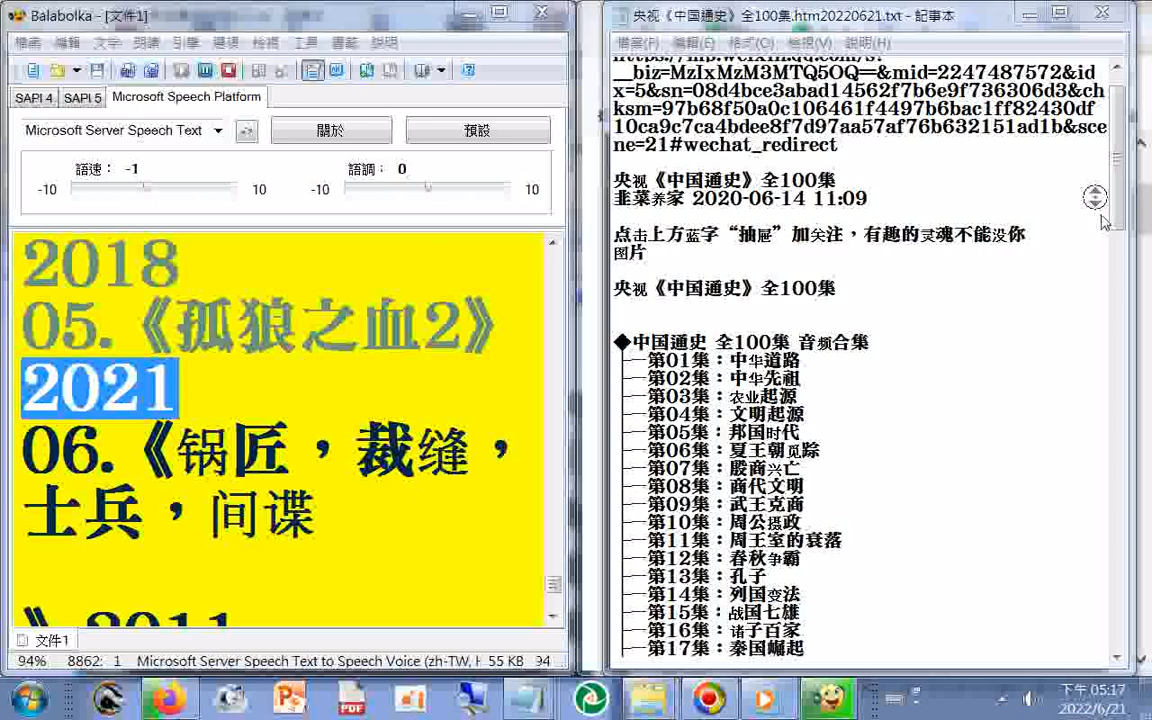 Balabolka - [文件1]
檔案 編輯 文字 朗讀 引擎 選項 檢視 工具 書籤 說明
SAPI 4 SAPI 5 Microsoft Speech Platform
Microsoft Server Speech Text 關於 預設
語速： -1 語調： 0
-10 10 -10 10
2018
05.《孤狼之血2》
2021
06.《锅匠，裁缝，
士兵，间谍
》2011
文件1
94% 8862: 1 Microsoft Server Speech Text to Speech Voice (zh-TW, H 55 KB 94
央视《中国通史》全100集.htm20220621.txt - 記事本
檔案(F) 編輯(E) 格式(O) 檢視(V) 說明(H)
https://mp.weixin.qq.com/s?
__biz=MzIxMzM3MTQ5OQ==&mid=2247487572&id
x=5&sn=08d4bce3abad14562f7b6e9f736306d3&ch
ksm=97b68f50a0c106461f4497b6bac1ff82430df
10ca9c7ca4bdee8f7d97aa57af76b632151ad1b&sce
ne=21#wechat_redirect
央视《中国通史》全100集
韭菜养家 2020-06-14 11:09
点击上方蓝字“抽屉”加关注，有趣的灵魂不能没你
图片
央视《中国通史》全100集
◆中国通史 全100集 音频合集
├─第01集：中华道路
├─第02集：中华先祖
├─第03集：农业起源
├─第04集：文明起源
├─第05集：邦国时代
├─第06集：夏王朝觅踪
├─第07集：殷商兴亡
├─第08集：商代文明
├─第09集：武王克商
├─第10集：周公摄政
├─第11集：周王室的衰落
├─第12集：春秋争霸
├─第13集：孔子
├─第14集：列国变法
├─第15集：战国七雄
├─第16集：诸子百家
├─第17集：秦国崛起
PDF
下午 05:17
2022/6/21